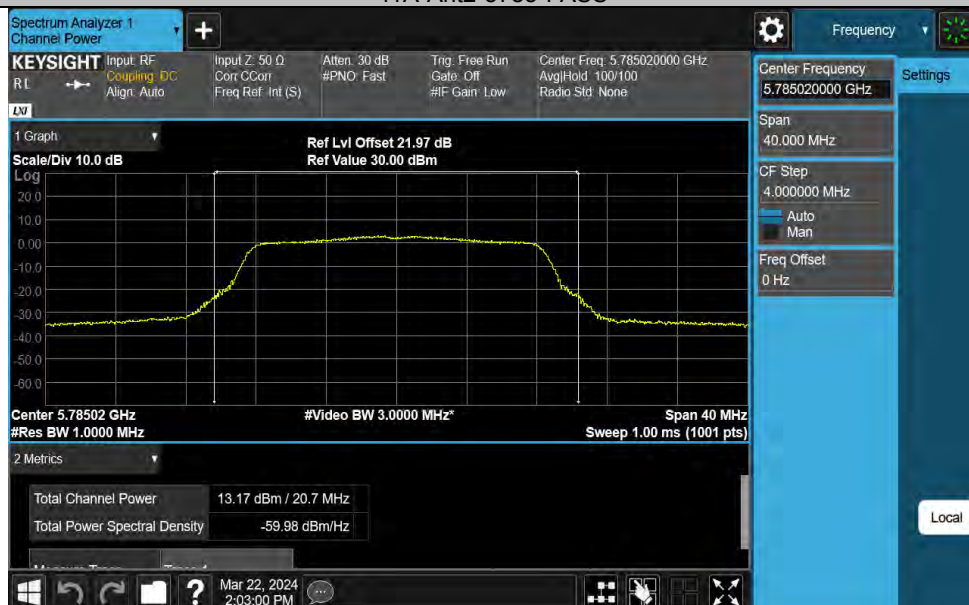 Spectrum Analyzer 1
Channel Power
Frequency
KEYSIGHT
RL
LXI
Input: RF
Coupling: DC
Align: Auto
Input Z: 50 Ω
Corr CCorr
Freq Ref: Int (S)
Atten: 30 dB
#PNO: Fast
Trig: Free Run
Gate: Off
#IF Gain: Low
Center Freq: 5.785020000 GHz
Avg|Hold: 100/100
Radio Std: None
Center Frequency
5.785020000 GHz
Settings
Span
40.000 MHz
CF Step
4.000000 MHz
Auto
Man
Freq Offset
0 Hz
1 Graph
Scale/Div 10.0 dB
Ref Lvl Offset 21.97 dB
Ref Value 30.00 dBm
Log
20.0
10.0
0.00
-10.0
-20.0
-30.0
-40.0
-50.0
-60.0
Center 5.78502 GHz
#Res BW 1.0000 MHz
#Video BW 3.0000 MHz*
Span 40 MHz
Sweep 1.00 ms (1001 pts)
2 Metrics
Total Channel Power 13.17 dBm / 20.7 MHz
Total Power Spectral Density -59.98 dBm/Hz
Local
Mar 22, 2024
2:03:00 PM